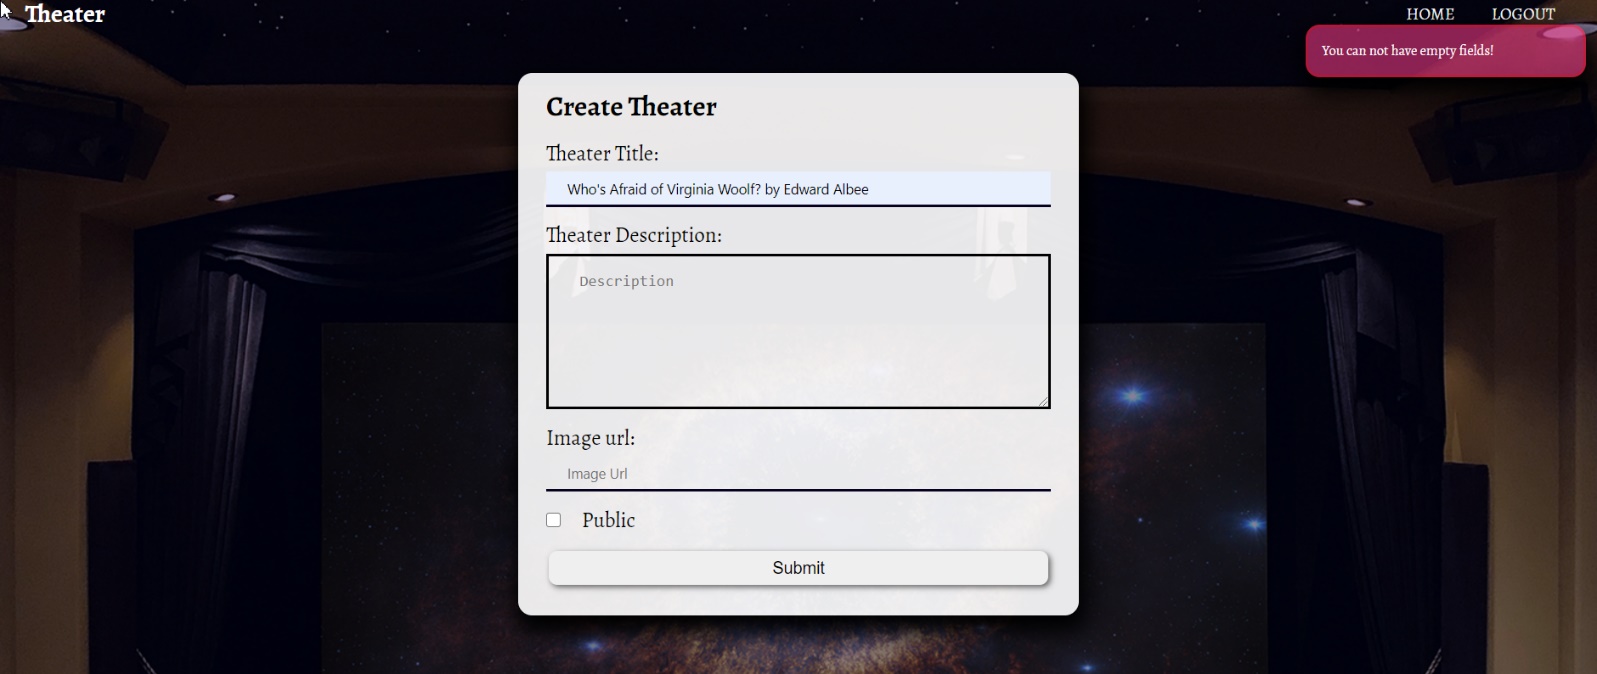 Theater
HOME
LOGOUT
You can not have empty fields!
Create Theater
Theater Title:
Who's Afraid of Virginia Woolf? by Edward Albee
Theater Description:
Description
Image url:
Image Url
Public
Submit